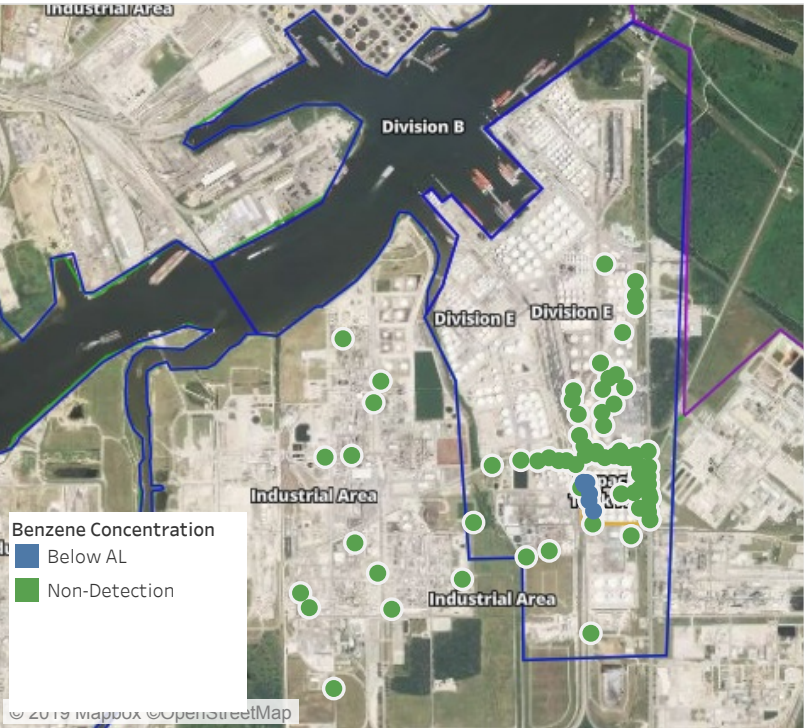 Industrial Area
Division B
Division E
Division E
Industrial Area
Benzene Concentration
Below AL
Non-Detection
Industrial Area
© 2019 Mapbox ©OpenStreetMap